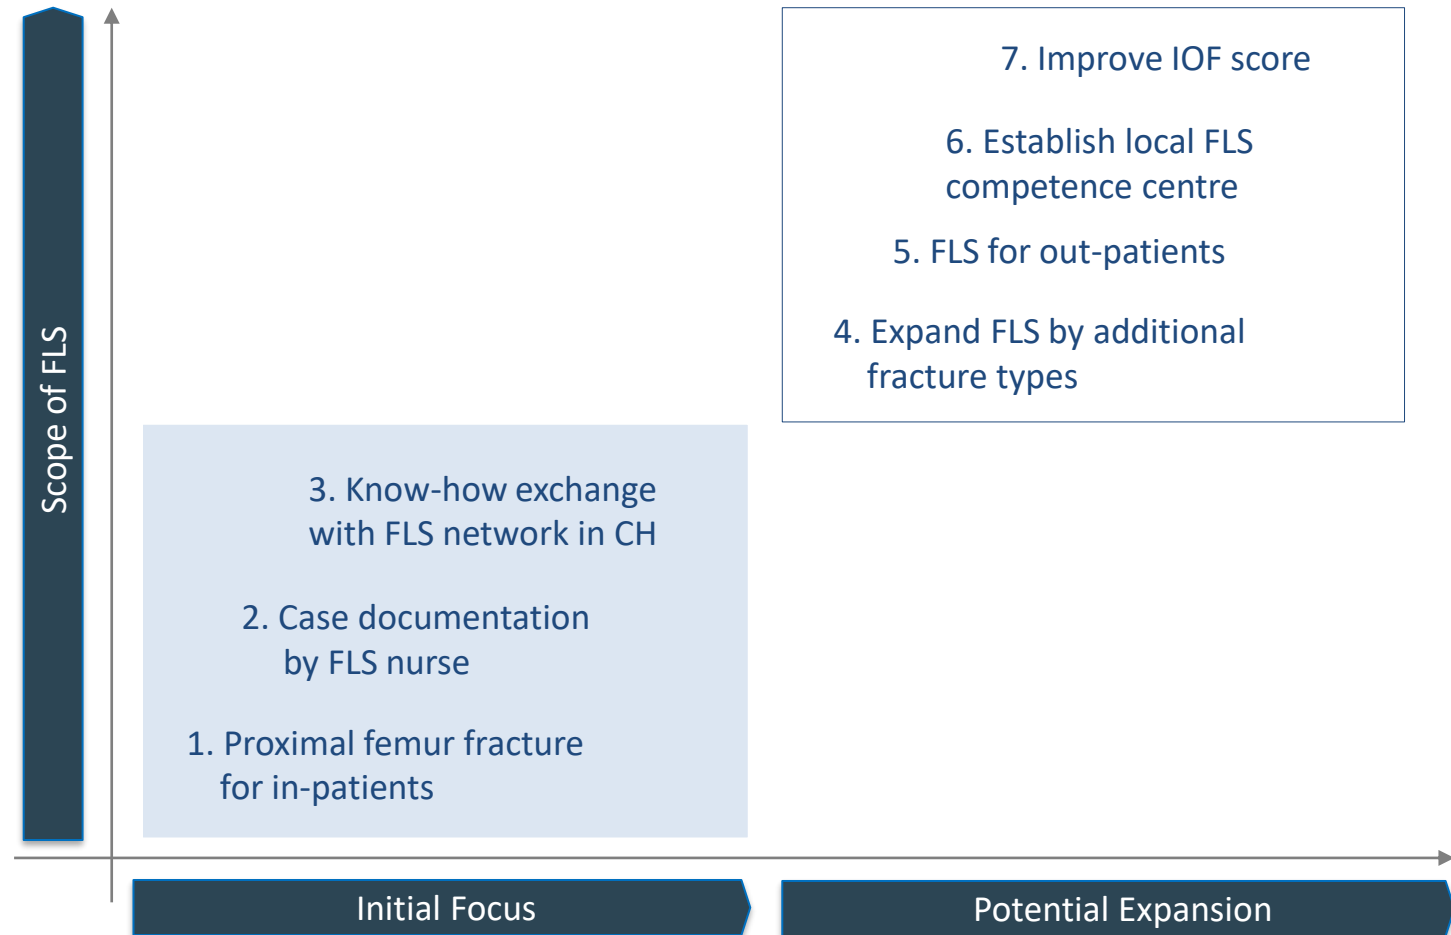 Scope of FLS
7. Improve IOF score
6. Establish local FLS
competence centre
5. FLS for out-patients
4. Expand FLS by additional
fracture types
3. Know-how exchange
with FLS network in CH
2. Case documentation
by FLS nurse
1. Proximal femur fracture
for in-patients
Initial Focus
Potential Expansion